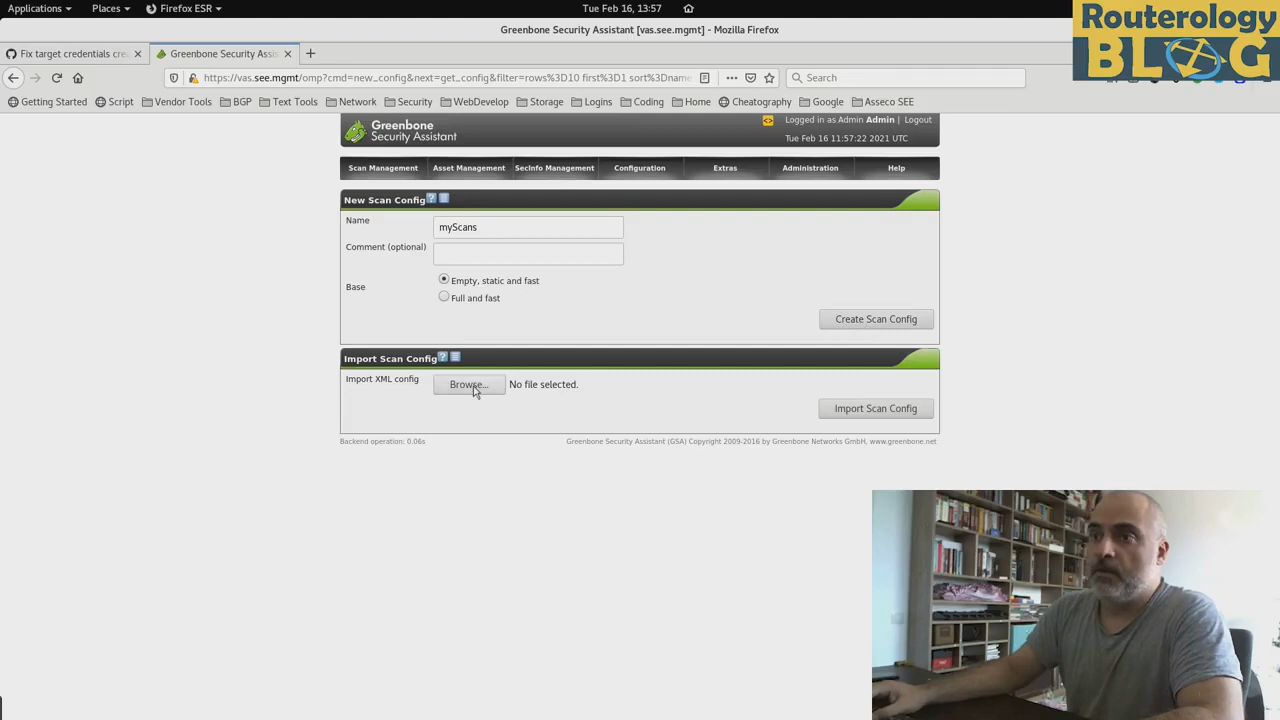 Applications
Places
Firefox ESR
Tue Feb 16, 13:57
Greenbone Security Assistant [vas.see.mgmt] - Mozilla Firefox
Routerology
BLOG
Fix target credentials cre
Greenbone Security Assis
https://vas.see.mgmt/omp?cmd=new_config&next=get_config&filter=rows%3D10 first%3D1 sort%3Dname
Search
Getting Started
Script
Vendor Tools
BGP
Text Tools
Network
Security
WebDevelop
Storage
Logins
Coding
Home
Cheatography
Google
Asseco SEE
Greenbone
Security Assistant
Logged in as Admin Admin | Logout
Tue Feb 16 11:57:22 2021 UTC
Scan Management
Asset Management
SecInfo Management
Configuration
Extras
Administration
Help
New Scan Config
Name
myScans
Comment (optional)
Base
Empty, static and fast
Full and fast
Create Scan Config
Import Scan Config
Import XML config
Browse...
No file selected.
Import Scan Config
Backend operation: 0.06s
Greenbone Security Assistant (GSA) Copyright 2009-2016 by Greenbone Networks GmbH, www.greenbone.net